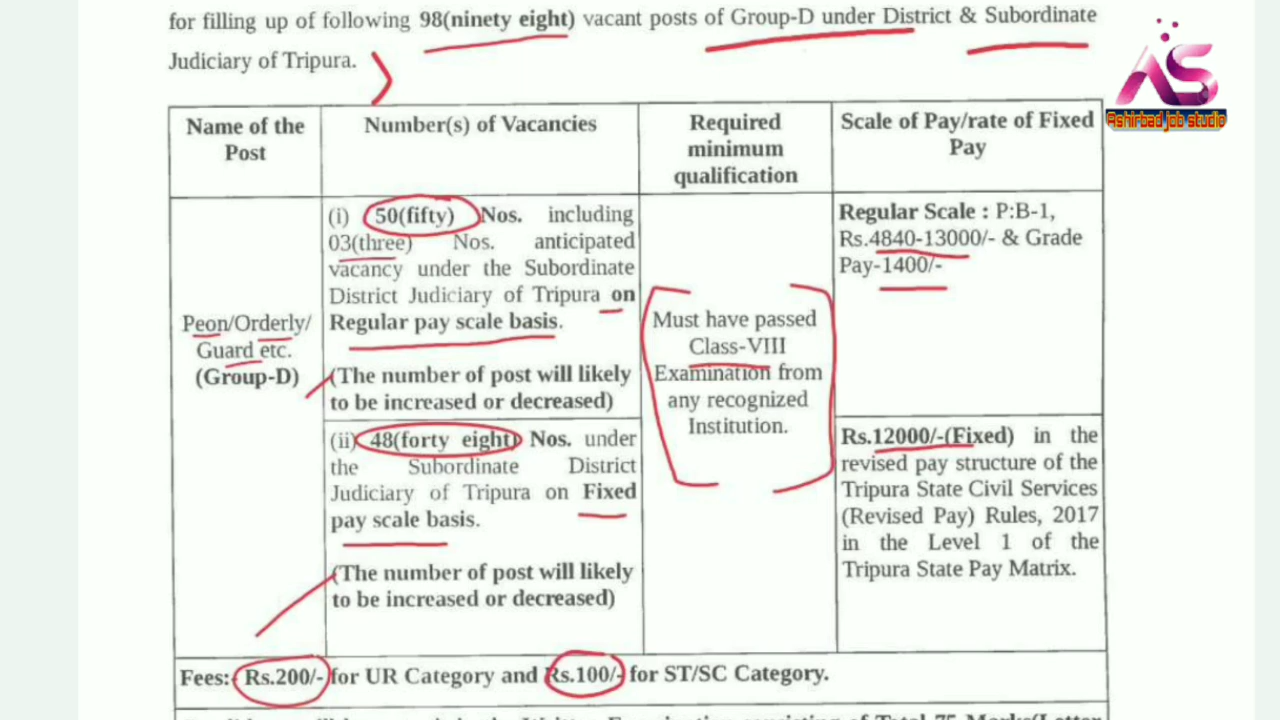 for filling up of following 98(ninety eight) vacant posts of Group-D under District & Subordinate
Judiciary of Tripura.
AS
Ashirbad job studio
Name of the
Post
Number(s) of Vacancies
Required
minimum
qualification
Scale of Pay/rate of Fixed
Pay
Peon/Orderly/
Guard etc.
(Group-D)
(i) 50(fifty) Nos. including
03(three) Nos. anticipated
vacancy under the Subordinate
District Judiciary of Tripura on
Regular pay scale basis.
(The number of post will likely
to be increased or decreased)
(ii) 48(forty eight) Nos. under
the Subordinate District
Judiciary of Tripura on Fixed
pay scale basis.
(The number of post will likely
to be increased or decreased)
Must have passed
Class-VIII
Examination from
any recognized
Institution.
Regular Scale : P:B-1,
Rs.4840-13000/- & Grade
Pay-1400/-
Rs.12000/-(Fixed) in the
revised pay structure of the
Tripura State Civil Services
(Revised Pay) Rules, 2017
in the Level 1 of the
Tripura State Pay Matrix.
Fees:- Rs.200/- for UR Category and Rs.100/- for ST/SC Category.